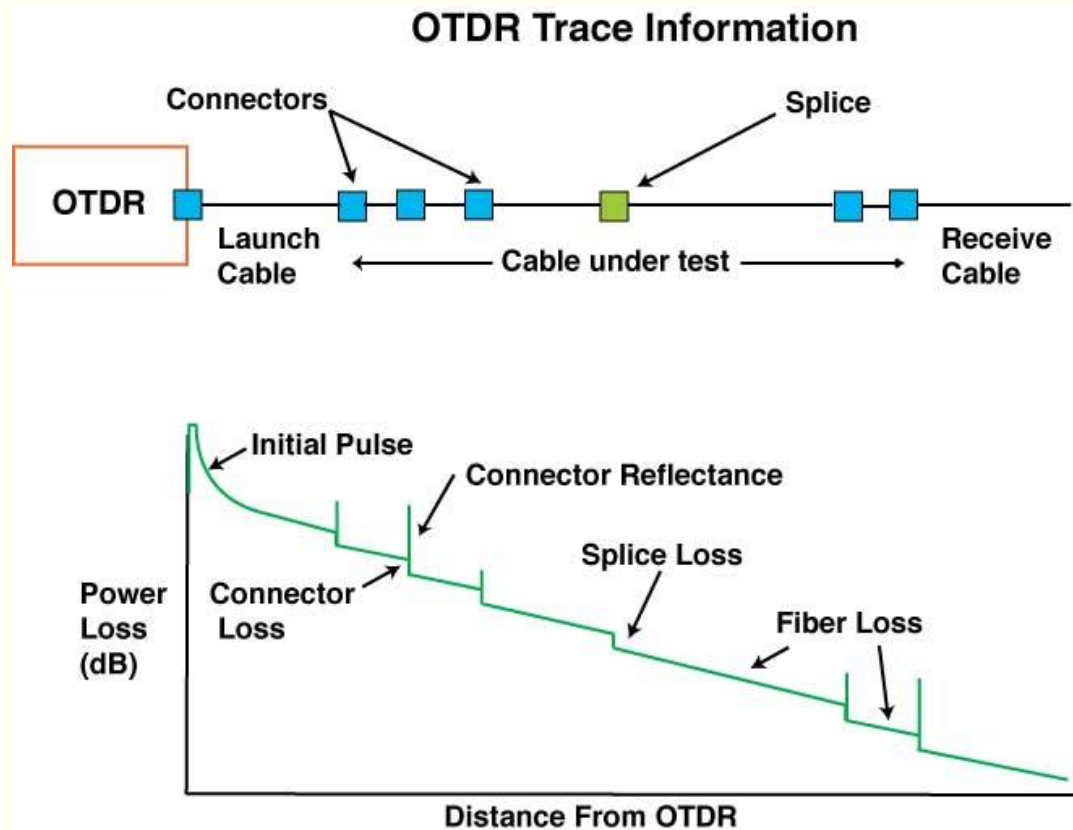 OTDR Trace Information
Connectors
Splice
OTDR
Launch
Cable
Cable under test
Receive
Cable
Initial Pulse
Connector Reflectance
Splice Loss
Power
Loss
(dB)
Connector
Loss
Fiber Loss
Distance From OTDR